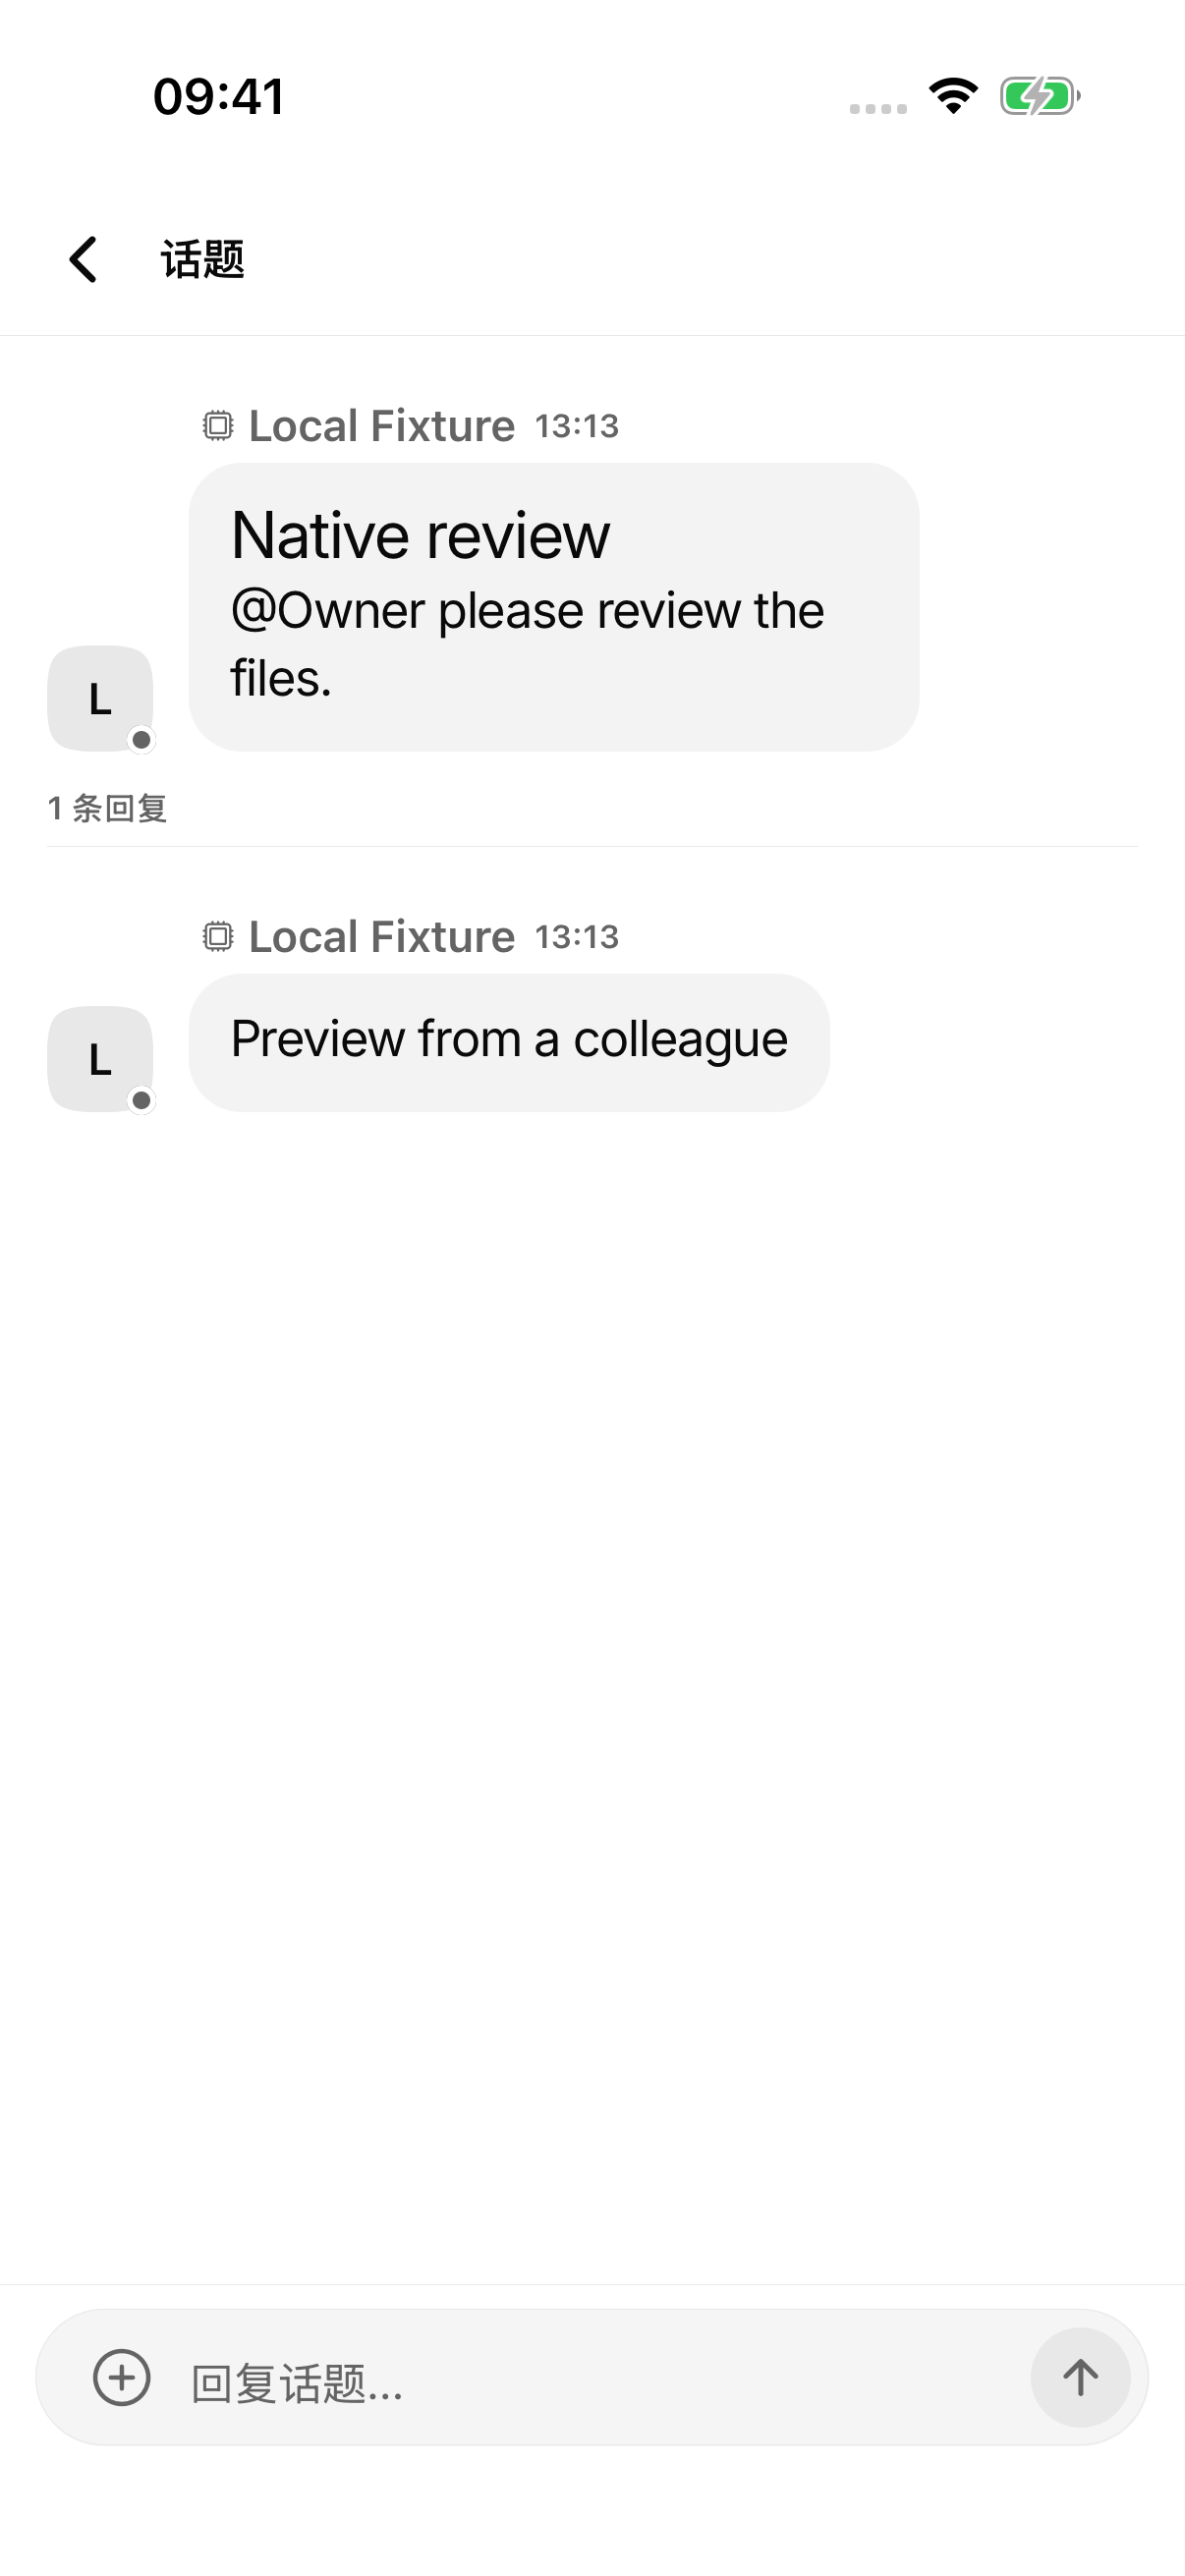 09:41
话题
Local Fixture 13:13
Native review
@Owner please review the
files.
L
1 条回复
Local Fixture 13:13
Preview from a colleague
L
回复话题...